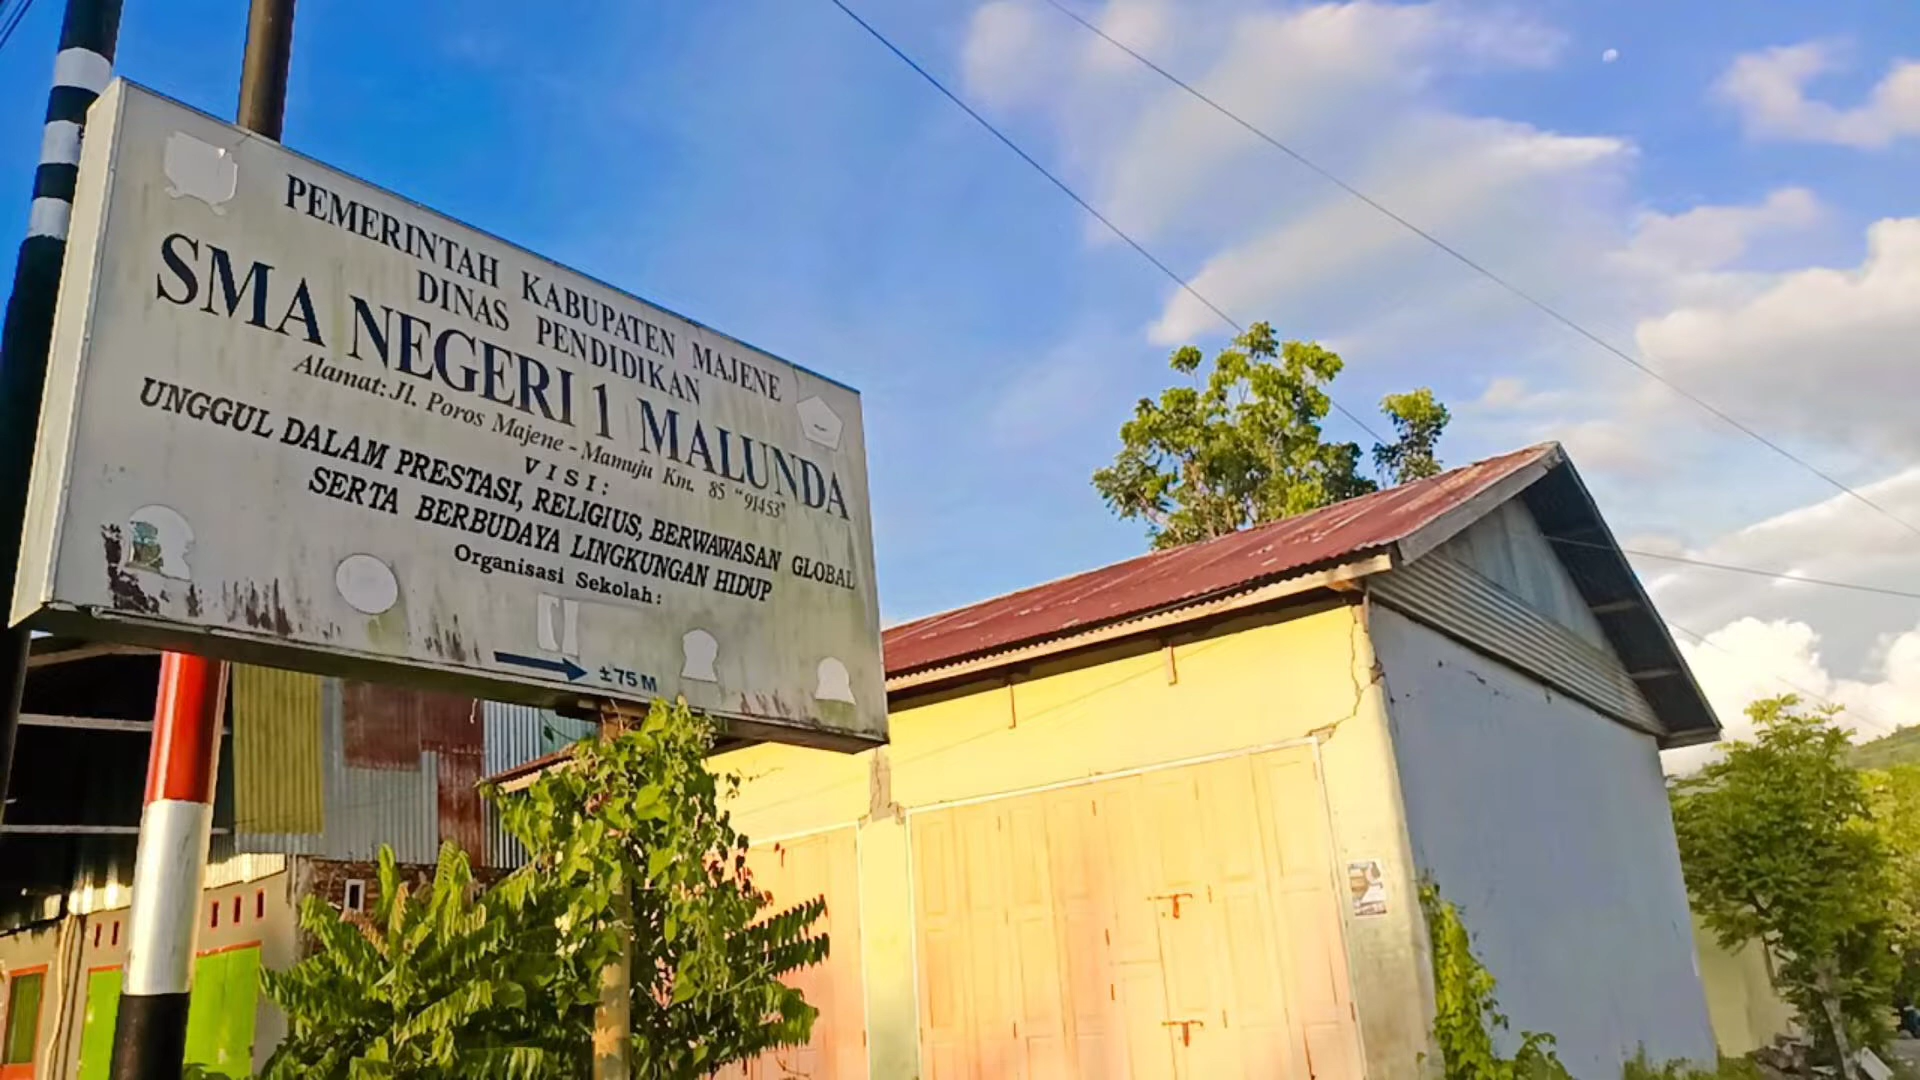 PEMERINTAH KABUPATEN MAJENE
DINAS PENDIDIKAN
SMA NEGERI 1 MALUNDA
Alamat: Jl. Poros Majene - Mamuju Km. 85 "91453"
VISI:
UNGGUL DALAM PRESTASI, RELIGIUS, BERWAWASAN GLOBAL
SERTA BERBUDAYA LINGKUNGAN HIDUP
Organisasi Sekolah:
±75 M